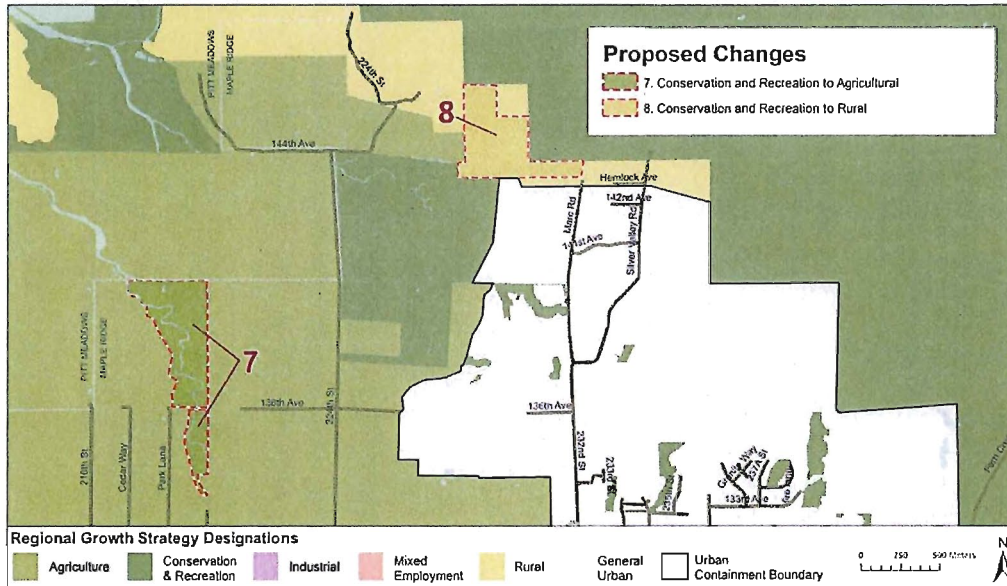 Proposed Changes
7. Conservation and Recreation to Agricultural
8. Conservation and Recreation to Rural
PITT MEADOWS
MAPLE RIDGE
224th St
8
144th Ave
Hemlock Ave
142nd Ave
Marc Rd
141st Ave
Silver Valley Rd
PITT MEADOWS
MAPLE RIDGE
7
136th Ave
224th St
136th Ave
216th St
Cedar Way
Park Lane
232nd St
133rd Ave
Regional Growth Strategy Designations
Agriculture
Conservation
& Recreation
Industrial
Mixed
Employment
Rural
General
Urban
Urban
Containment Boundary
0 250 500 Meters
N